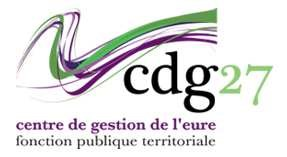 cdg27
centre de gestion de l'eure
fonction publique territoriale